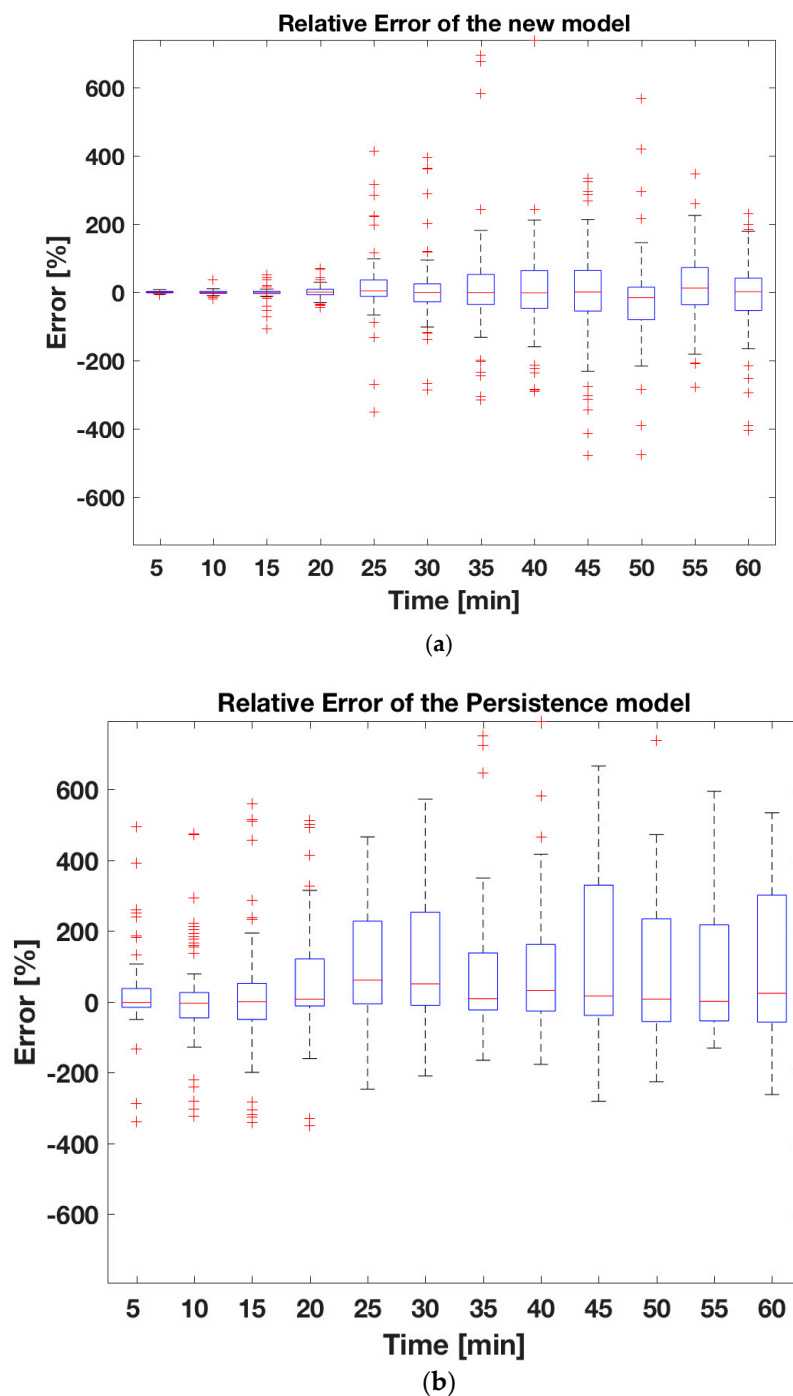 Relative Error of the new model
600
400
200
0
-200
-400
-600
Error [%]
5 10 15 20 25 30 35 40 45 50 55 60
Time [min]
(a)
Relative Error of the Persistence model
600
400
200
0
-200
-400
-600
Error [%]
5 10 15 20 25 30 35 40 45 50 55 60
Time [min]
(b)